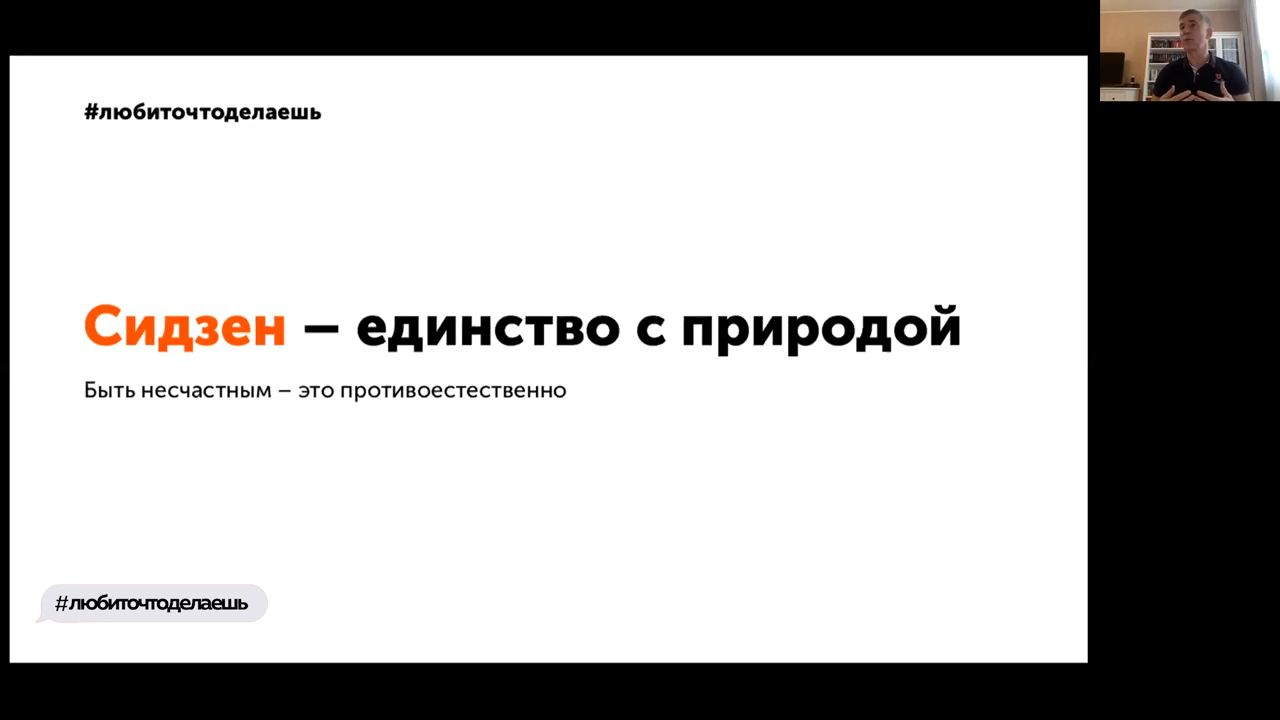 #любиточтоделаешь
Сидзен – единство с природой
Быть несчастным – это противоестественно
#любиточтоделаешь